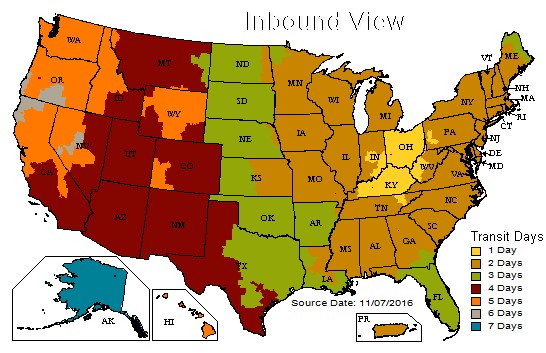 Inbound View
WA
OR
CA
NV
ID
MT
WY
UT
CO
AZ
NM
ND
SD
NE
KS
OK
TX
MN
IA
MO
AR
LA
WI
IL
MI
IN
OH
KY
TN
MS
AL
GA
FL
SC
NC
VA
WV
PA
NY
VT
ME
NH
MA
RI
CT
NJ
DE
MD
AK
HI
PR
Source Date: 11/07/2016
Transit Days
1 Day
2 Days
3 Days
4 Days
5 Days
6 Days
7 Days